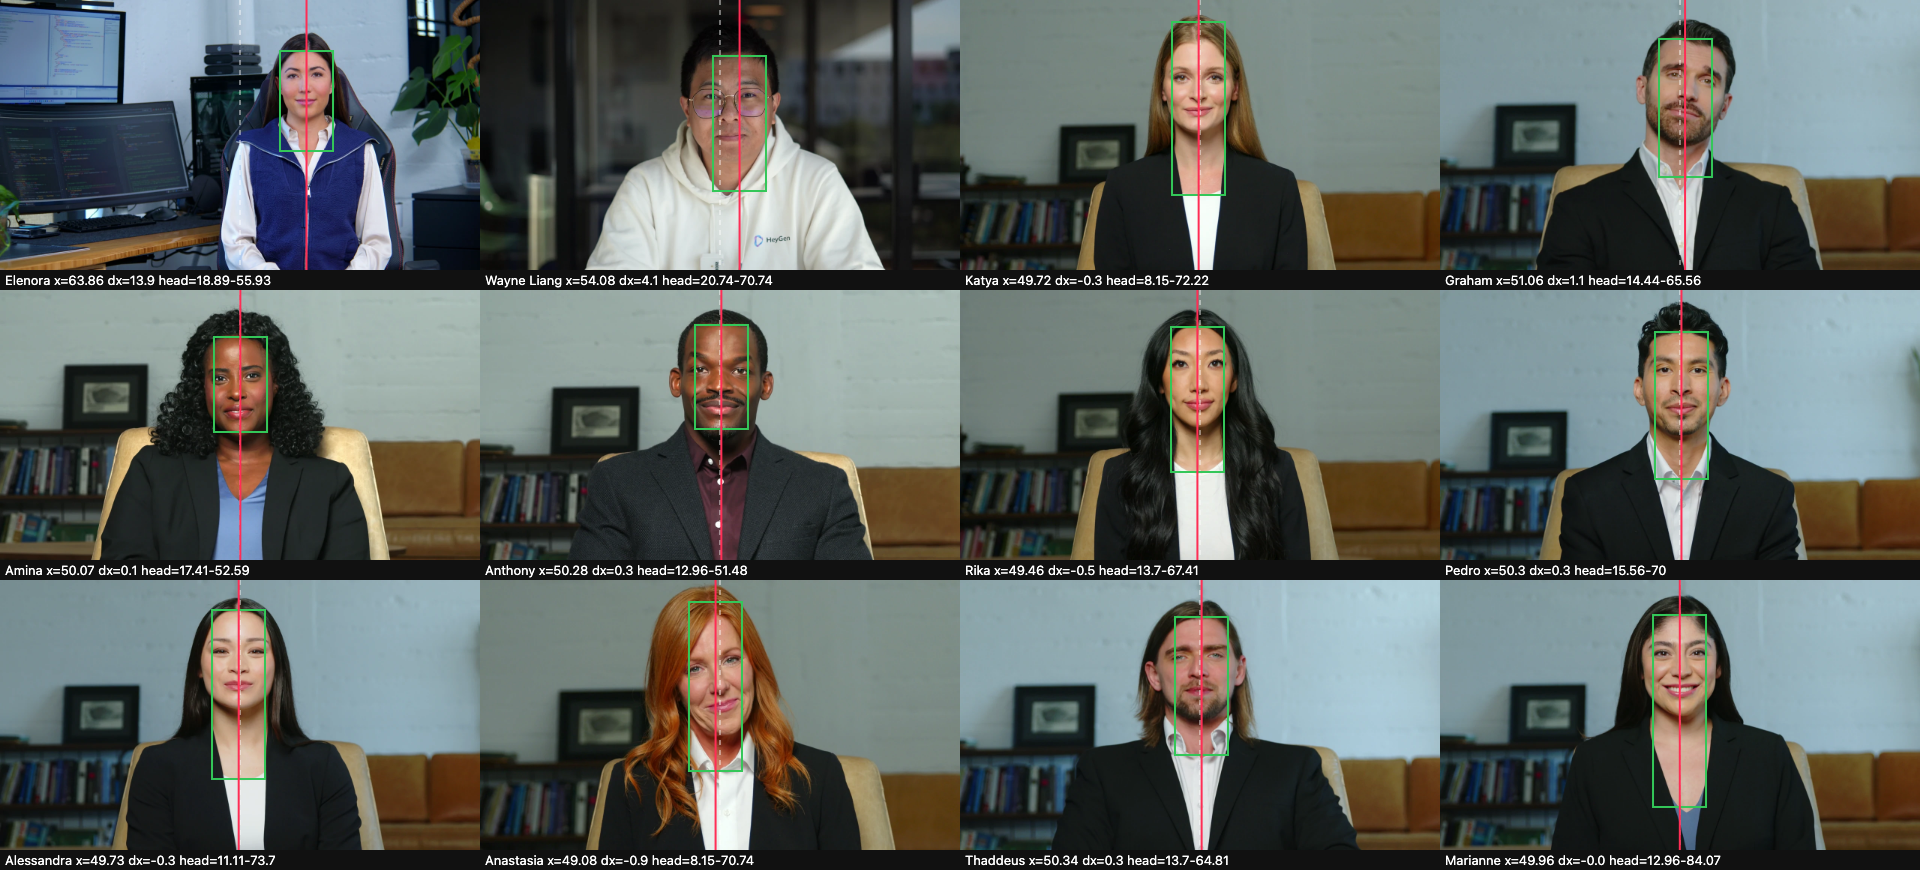 HeyGen
Elenora x=63.86 dx=13.9 head=18.89-55.93
Wayne Liang x=54.08 dx=4.1 head=20.74-70.74
Katya x=49.72 dx=-0.3 head=8.15-72.22
Graham x=51.06 dx=1.1 head=14.44-65.56
Amina x=50.07 dx=0.1 head=17.41-52.59
Anthony x=50.28 dx=0.3 head=12.96-51.48
Rika x=49.46 dx=-0.5 head=13.7-67.41
Pedro x=50.3 dx=0.3 head=15.56-70
Alessandra x=49.73 dx=-0.3 head=11.11-73.7
Anastasia x=49.08 dx=-0.9 head=8.15-70.74
Thaddeus x=50.34 dx=0.3 head=13.7-64.81
Marianne x=49.96 dx=-0.0 head=12.96-84.07